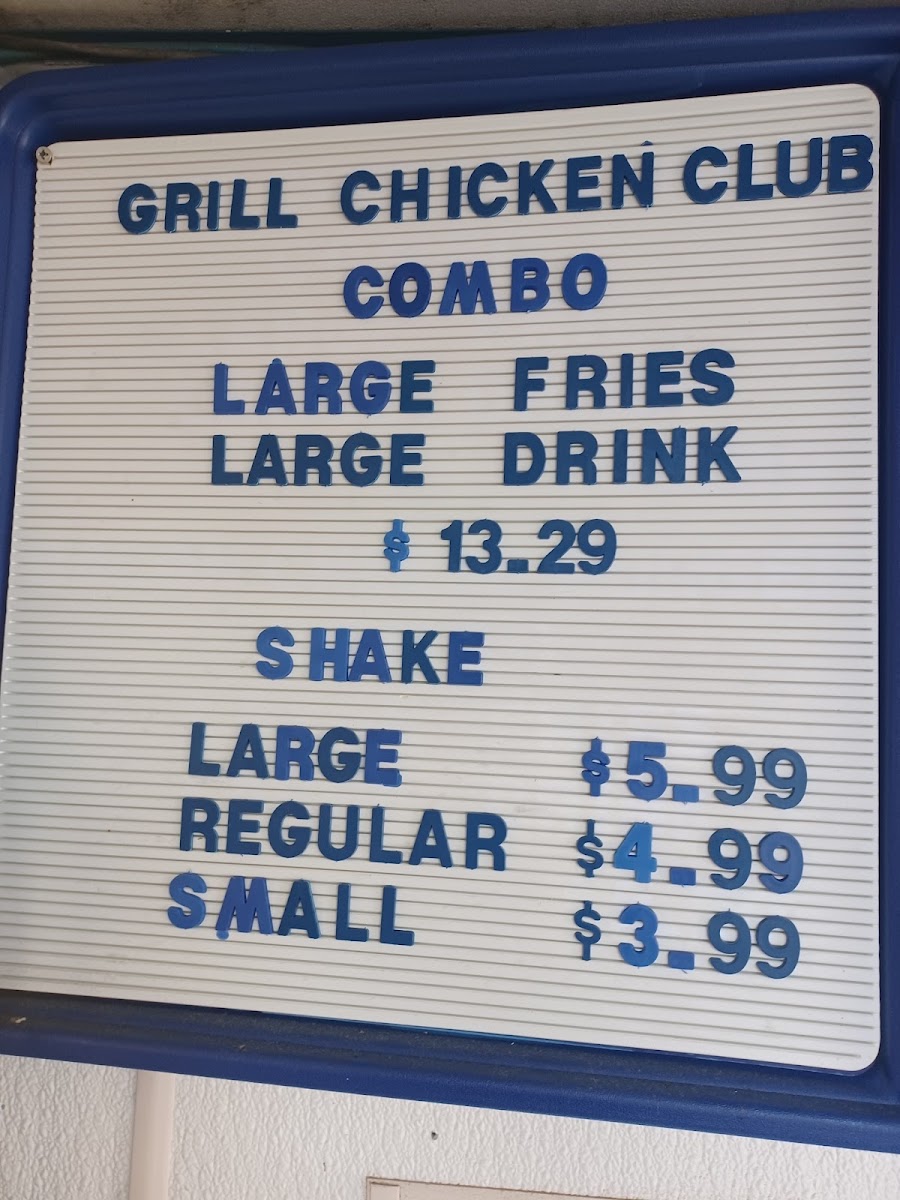 GRILL CHICKEN CLUB
COMBO
LARGE FRIES
LARGE DRINK
$ 13.29
SHAKE
LARGE $5.99
REGULAR $4.99
SMALL $3.99